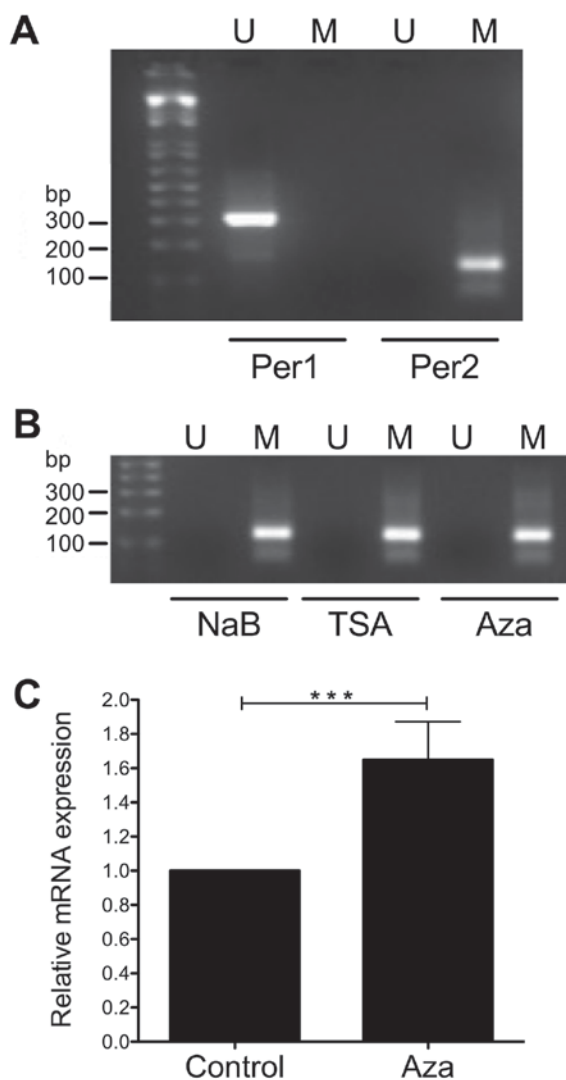 A U M U M
bp
300
200
100
Per1 Per2
B U M U M U M
bp
300
200
100
NaB TSA Aza
C
***
2.0
1.8
1.6
1.4
1.2
1.0
0.8
0.6
0.4
0.2
0.0
Relative mRNA expression
Control Aza